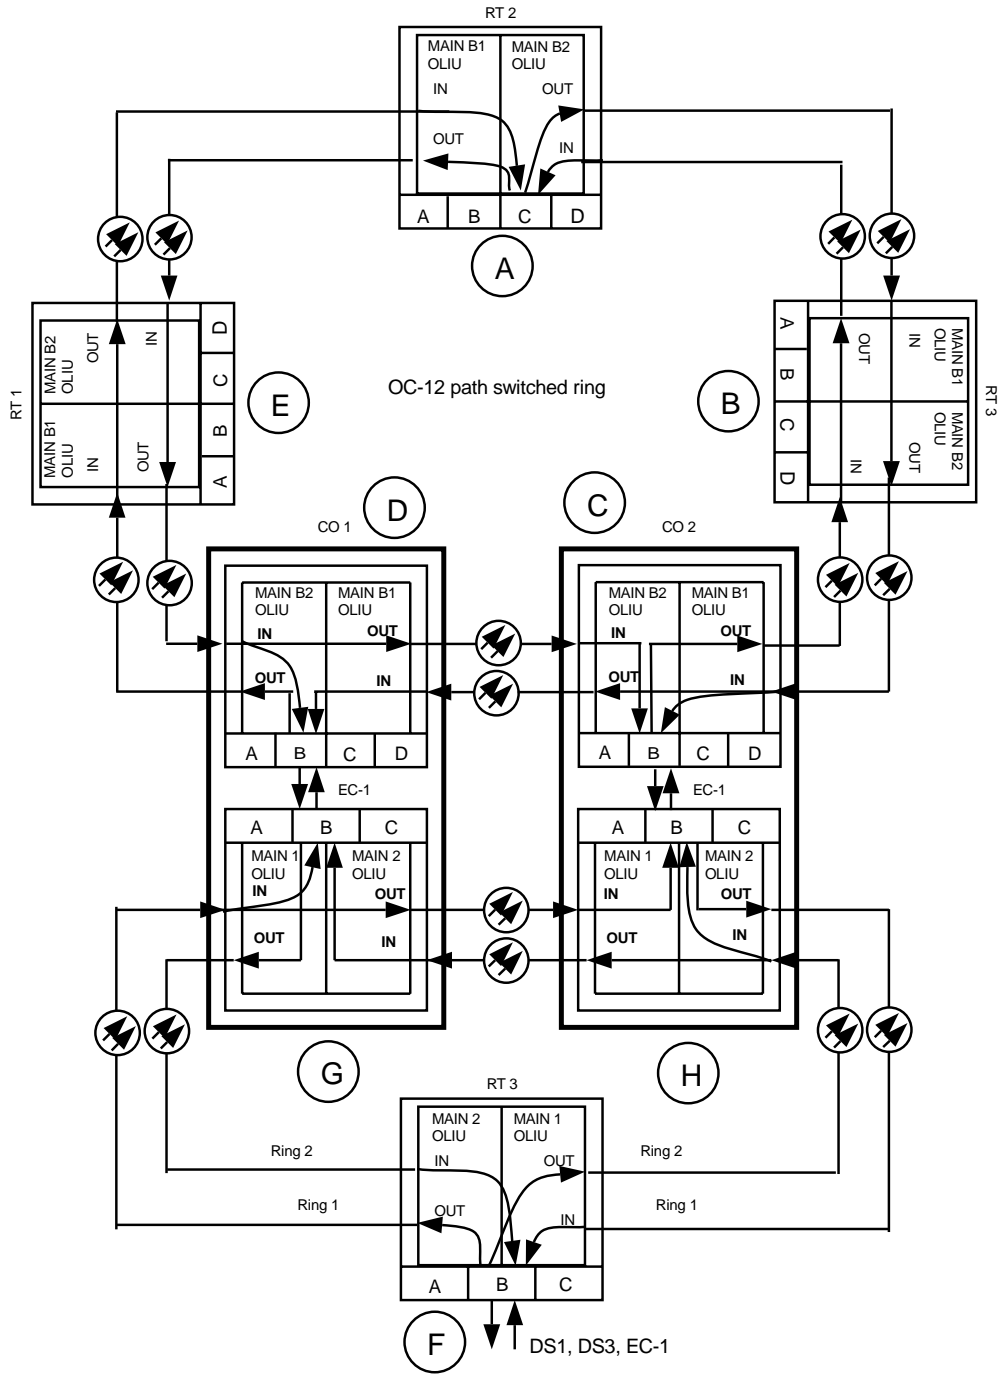 RT 2
MAIN B1
OLIU
MAIN B2
OLIU
IN
OUT
OUT
IN
A B C D
A
RT 1
MAIN B2
OLIU
OUT
IN
MAIN B1
OLIU
IN
OUT
D
C
B
A
E
OC-12 path switched ring
B
A
B
C
D
OUT
IN
MAIN B1
OLIU
IN
OUT
MAIN B2
OLIU
RT 3
D
C
CO 1
CO 2
MAIN B2
OLIU
MAIN B1
OLIU
IN
OUT
OUT
IN
A B C D
EC-1
MAIN B2
OLIU
MAIN B1
OLIU
IN
OUT
OUT
IN
A B C D
EC-1
A B C
MAIN 1
OLIU
MAIN 2
OLIU
IN
OUT
OUT
IN
A B C
MAIN 1
OLIU
MAIN 2
OLIU
IN
OUT
OUT
IN
G
H
RT 3
MAIN 2
OLIU
MAIN 1
OLIU
IN
OUT
OUT
IN
Ring 2
Ring 2
Ring 1
Ring 1
A B C
F
DS1, DS3, EC-1